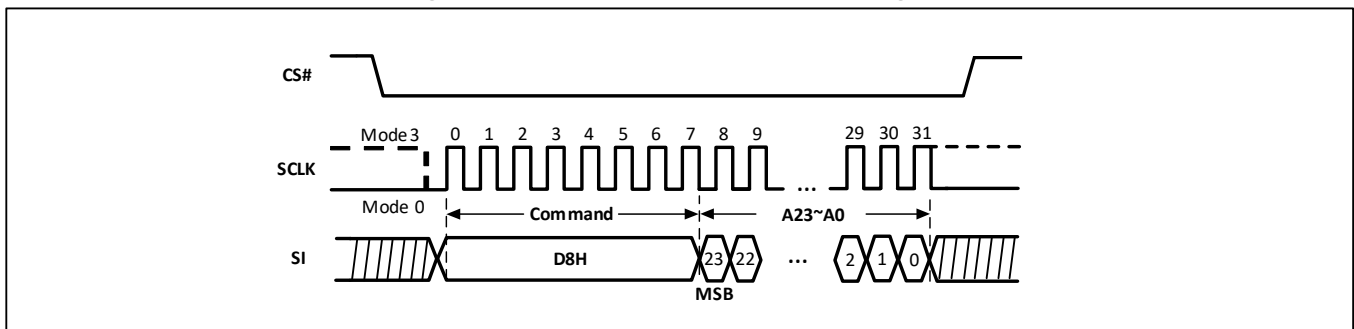 CS#
Mode 3 0 1 2 3 4 5 6 7 8 9 29 30 31
SCLK ...
Mode 0 Command A23~A0
SI D8H 23 22 ... 2 1 0
MSB